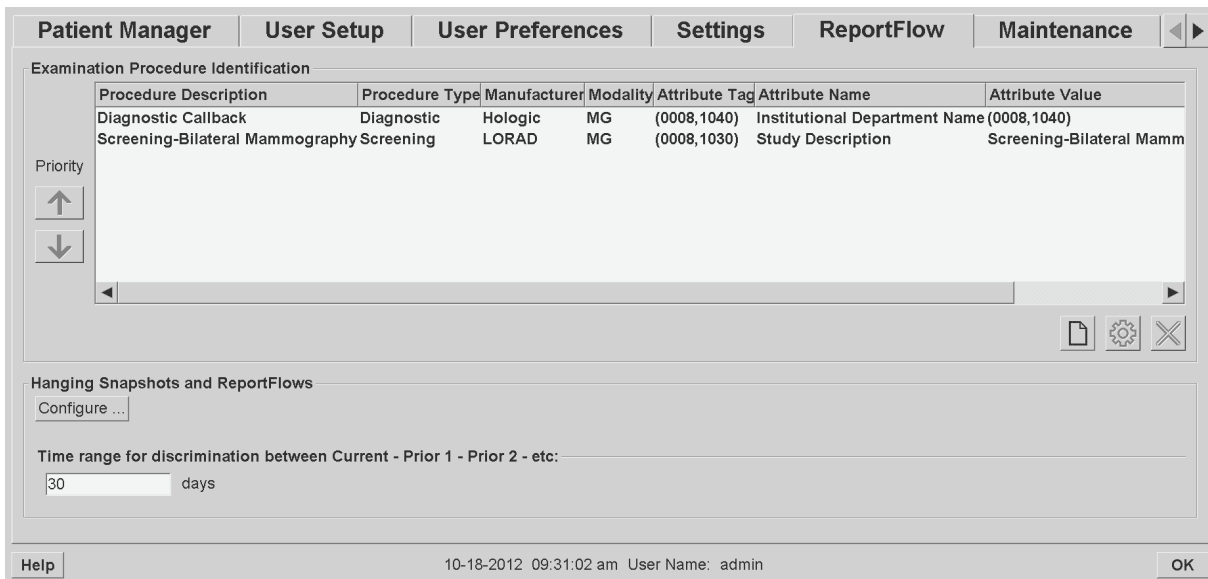 Patient Manager User Setup User Preferences Settings ReportFlow Maintenance
Examination Procedure Identification
Procedure Description Procedure Type Manufacturer Modality Attribute Tag Attribute Name Attribute Value
Diagnostic Callback Diagnostic Hologic MG (0008,1040) Institutional Department Name (0008,1040)
Screening-Bilateral Mammography Screening LORAD MG (0008,1030) Study Description Screening-Bilateral Mamm
Priority
Hanging Snapshots and ReportFlows
Configure ...
Time range for discrimination between Current - Prior 1 - Prior 2 - etc:
30 days
Help 10-18-2012 09:31:02 am User Name: admin OK